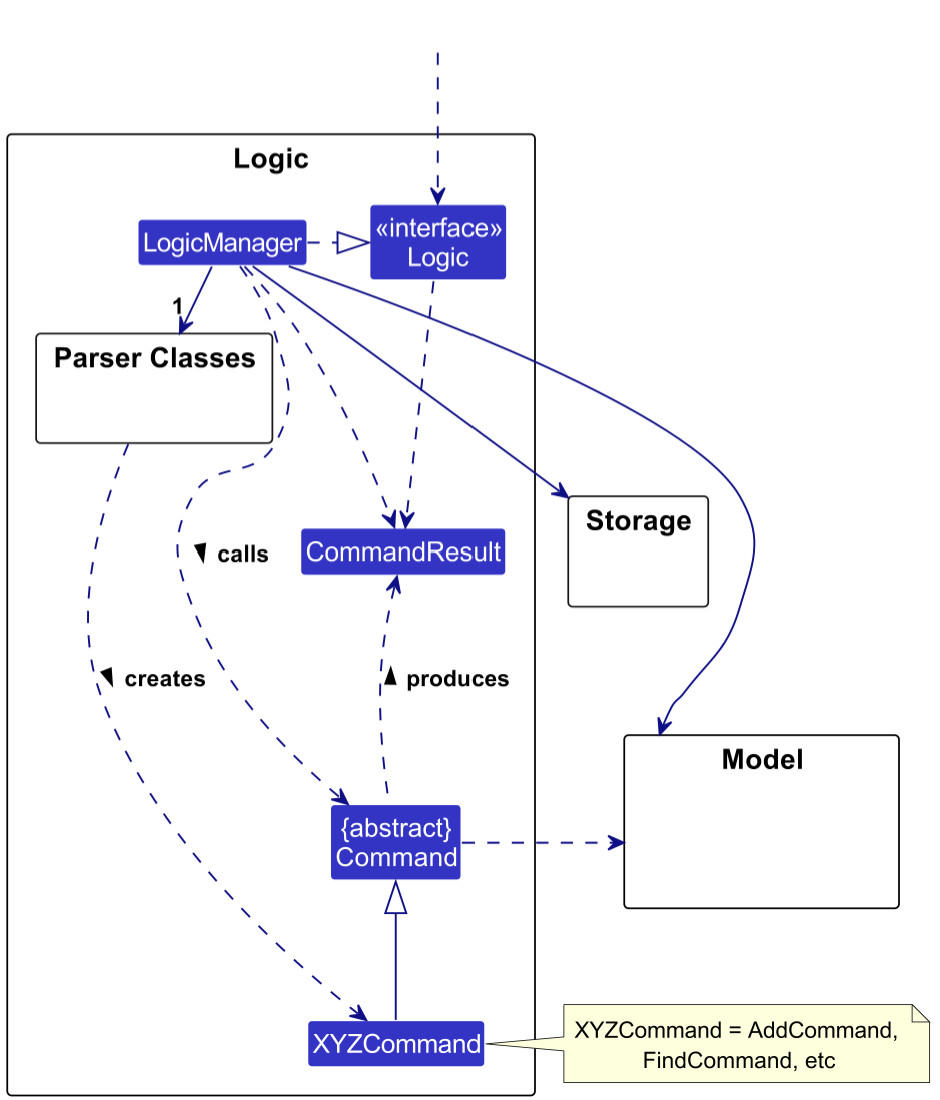 Logic
LogicManager
«interface»
Logic
1
Parser Classes
Storage
CommandResult
calls
creates
produces
Model
{abstract}
Command
XYZCommand
XYZCommand = AddCommand,
FindCommand, etc